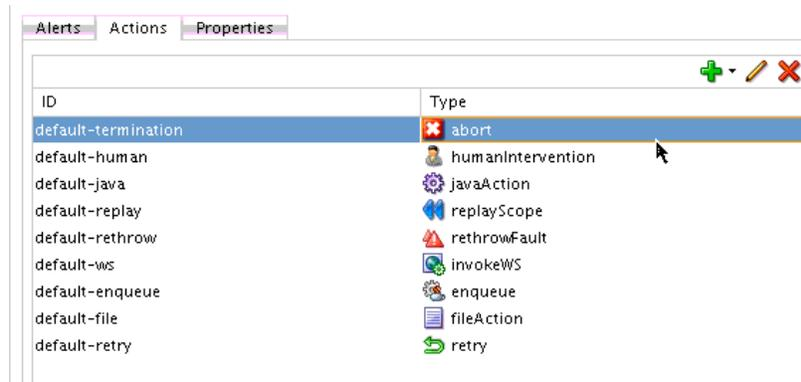 Alerts Actions Properties
ID Type
default-termination abort
default-human humanIntervention
default-java javaAction
default-replay replayScope
default-rethrow rethrowFault
default-ws invokeWS
default-enqueue enqueue
default-file fileAction
default-retry retry